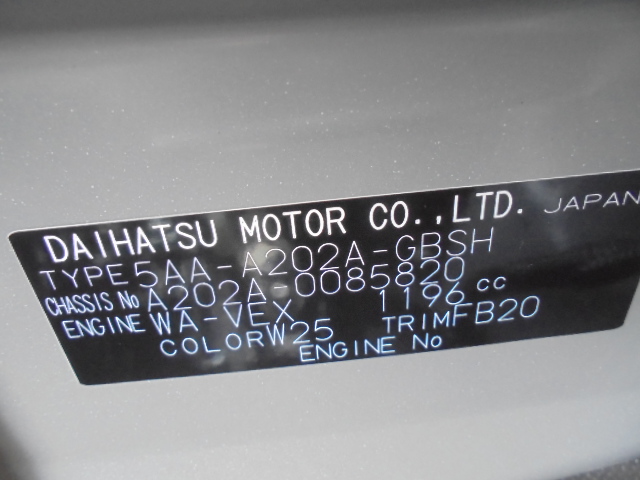 DAIHATSU MOTOR CO.,LTD. JAPAN
TYPE 5AA-A202A-GBSH
CHASSIS No A202A-0085820
ENGINE WA-VEX 1196 cc
COLOR W25 TRIM FB20
ENGINE No